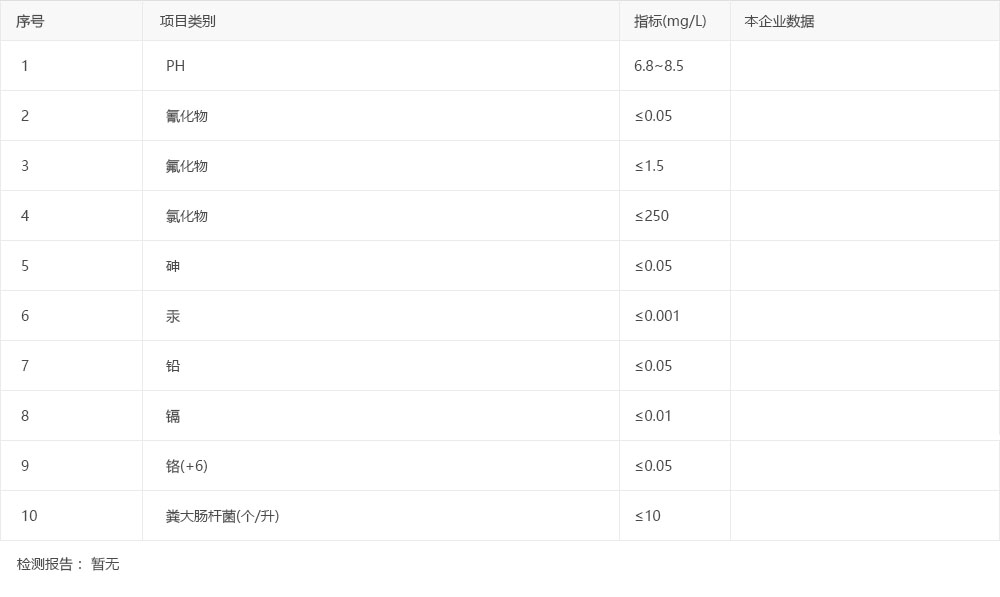 序号 项目类别 指标(mg/L) 本企业数据
1 PH 6.8~8.5
2 氰化物 ≤0.05
3 氟化物 ≤1.5
4 氯化物 ≤250
5 砷 ≤0.05
6 汞 ≤0.001
7 铅 ≤0.05
8 镉 ≤0.01
9 铬(+6) ≤0.05
10 粪大肠杆菌(个/升) ≤10
检测报告： 暂无